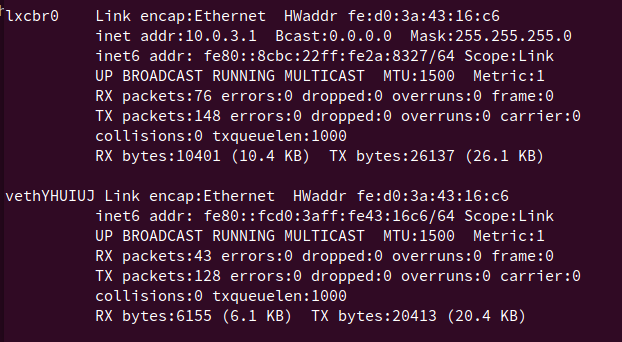 lxcbr0    Link encap:Ethernet  HWaddr fe:d0:3a:43:16:c6
          inet addr:10.0.3.1  Bcast:0.0.0.0  Mask:255.255.255.0
          inet6 addr: fe80::8cbc:22ff:fe2a:8327/64 Scope:Link
          UP BROADCAST RUNNING MULTICAST  MTU:1500  Metric:1
          RX packets:76 errors:0 dropped:0 overruns:0 frame:0
          TX packets:148 errors:0 dropped:0 overruns:0 carrier:0
          collisions:0 txqueuelen:1000
          RX bytes:10401 (10.4 KB)  TX bytes:26137 (26.1 KB)

vethYHUIUJ Link encap:Ethernet  HWaddr fe:d0:3a:43:16:c6
          inet6 addr: fe80::fcd0:3aff:fe43:16c6/64 Scope:Link
          UP BROADCAST RUNNING MULTICAST  MTU:1500  Metric:1
          RX packets:43 errors:0 dropped:0 overruns:0 frame:0
          TX packets:128 errors:0 dropped:0 overruns:0 carrier:0
          collisions:0 txqueuelen:1000
          RX bytes:6155 (6.1 KB)  TX bytes:20413 (20.4 KB)